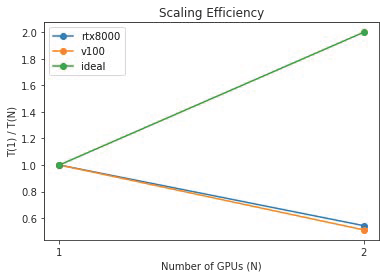 Scaling Efficiency
rtx8000
v100
ideal
T(1) / T(N)
2.0
1.8
1.6
1.4
1.2
1.0
0.8
0.6
1
2
Number of GPUs (N)